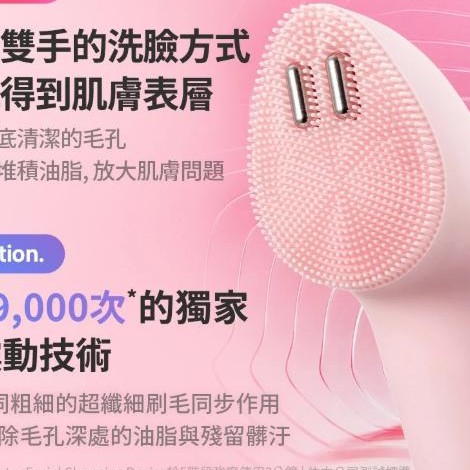 雙手的洗臉方式
得到肌膚表層
底清潔的毛孔
堆積油脂, 放大肌膚問題
tion.
9,000次*的獨家
動技術
粗細的超纖細刷毛同步作用
除毛孔深處的油脂與殘留髒汙